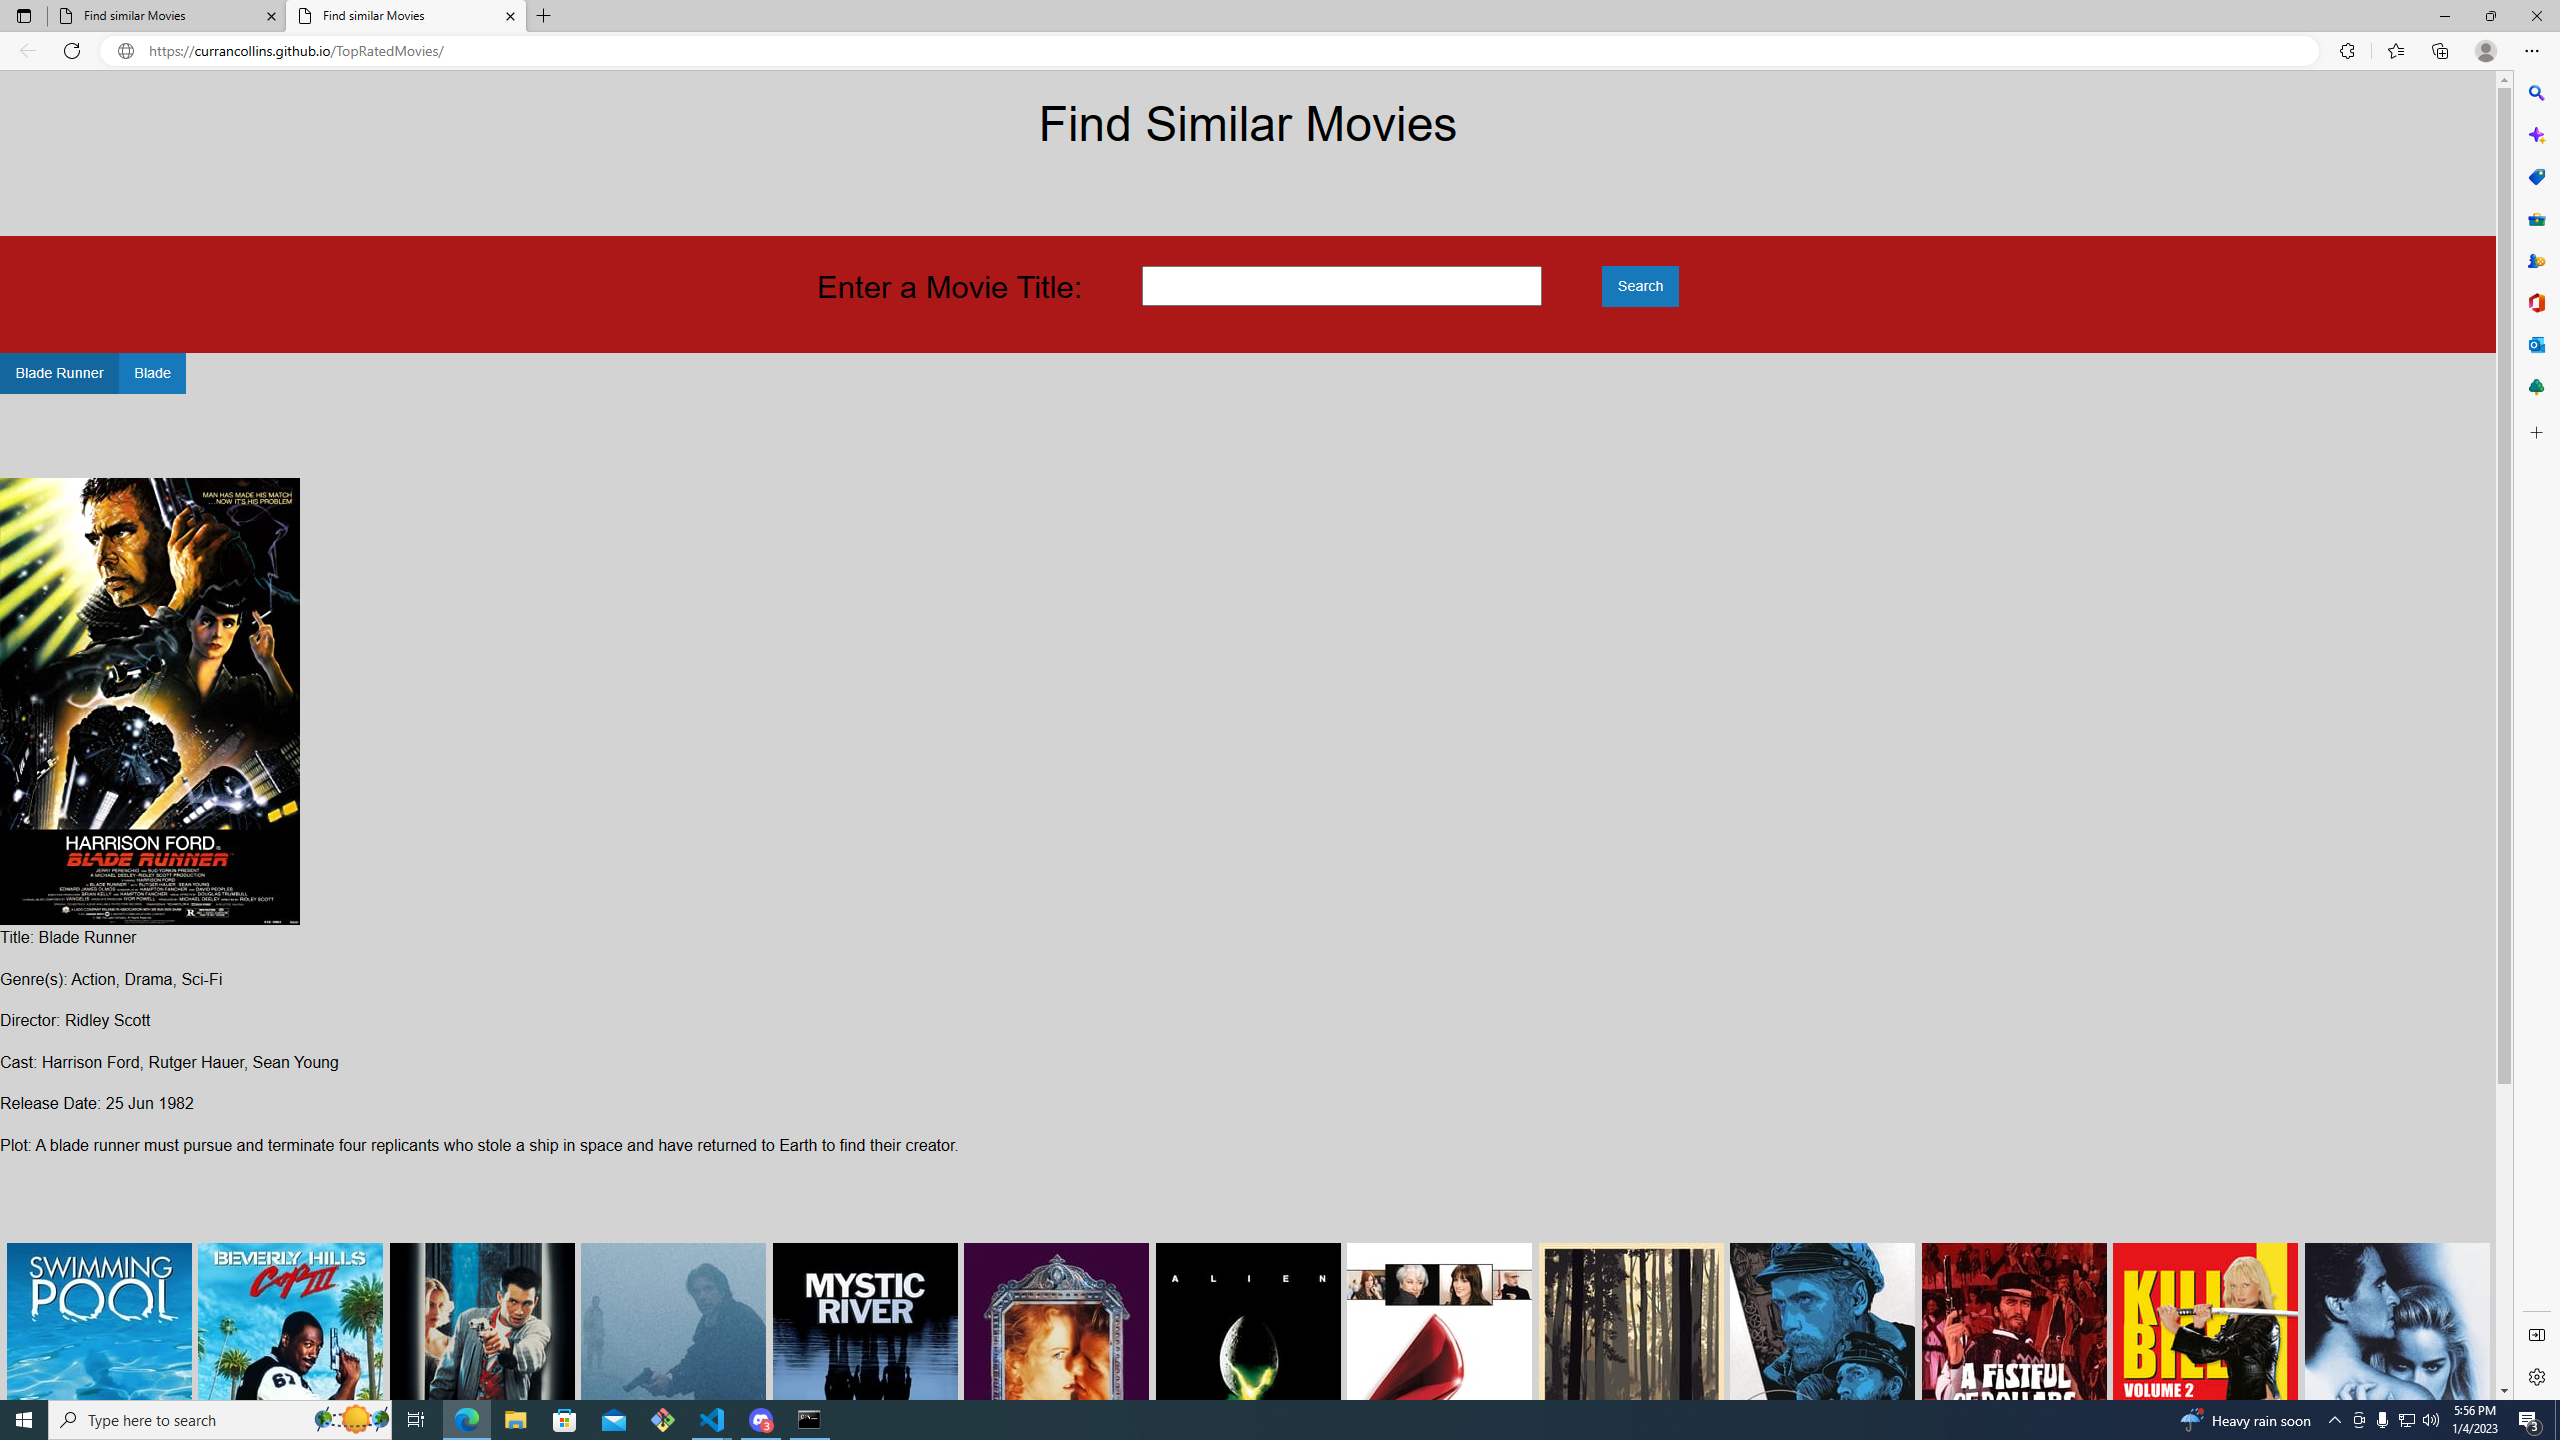 Find similar Movies
Find similar Movies
https://currancollins.github.io/TopRatedMovies/
Find Similar Movies
Enter a Movie Title:
Search
Blade Runner
Blade
MAN HAS MADE HIS MATCH
...NOW IT'S HIS PROBLEM
HARRISON FORD IS
BLADE RUNNER
Title: Blade Runner
Genre(s): Action, Drama, Sci-Fi
Director: Ridley Scott
Cast: Harrison Ford, Rutger Hauer, Sean Young
Release Date: 25 Jun 1982
Plot: A blade runner must pursue and terminate four replicants who stole a ship in space and have returned to Earth to find their creator.
SWIMMING POOL
BEVERLY HILLS COP III
MYSTIC RIVER
A L I E N
A FISTFUL OF DOLLARS
KILL BILL
VOLUME 2
Type here to search
3
Heavy rain soon
5:56 PM
1/4/2023
3